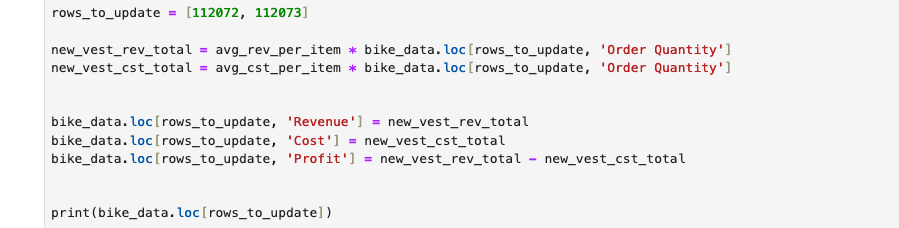 rows_to_update = [112072, 112073]
new_vest_rev_total = avg_rev_per_item * bike_data.loc[rows_to_update, 'Order Quantity']
new_vest_cst_total = avg_cst_per_item * bike_data.loc[rows_to_update, 'Order Quantity']
bike_data.loc[rows_to_update, 'Revenue'] = new_vest_rev_total
bike_data.loc[rows_to_update, 'Cost'] = new_vest_cst_total
bike_data.loc[rows_to_update, 'Profit'] = new_vest_rev_total - new_vest_cst_total
print(bike_data.loc[rows_to_update])